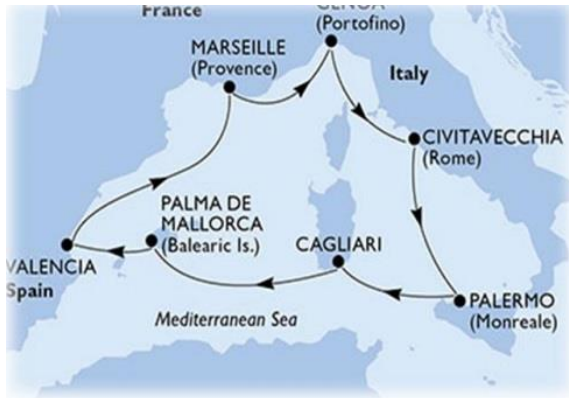 France
GENOA
(Portofino)
MARSEILLE
(Provence)
Italy
CIVITAVECCHIA
(Rome)
PALMA DE
MALLORCA
(Balearic Is.)
CAGLIARI
VALENCIA
Spain
PALERMO
(Monreale)
Mediterranean Sea